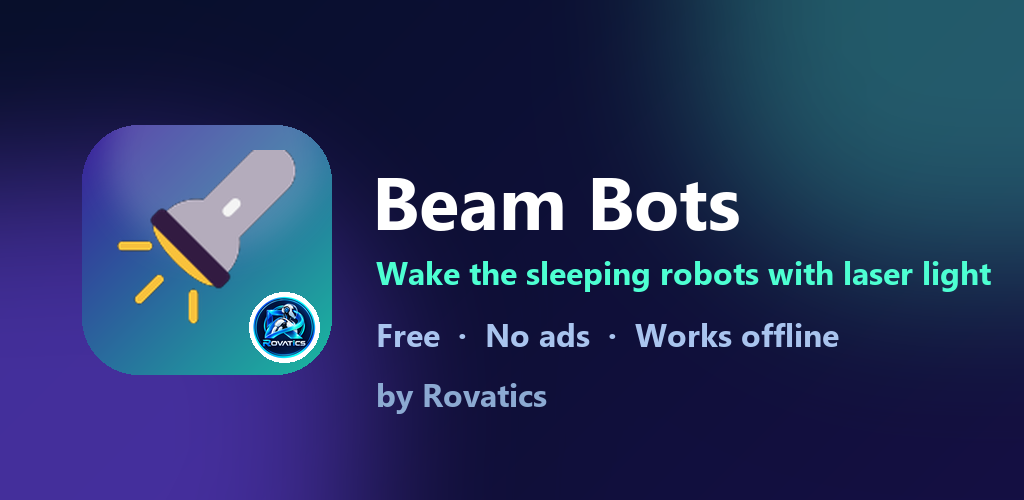 Beam Bots
Wake the sleeping robots with laser light
Free · No ads · Works offline
by Rovatics
ROVATICS